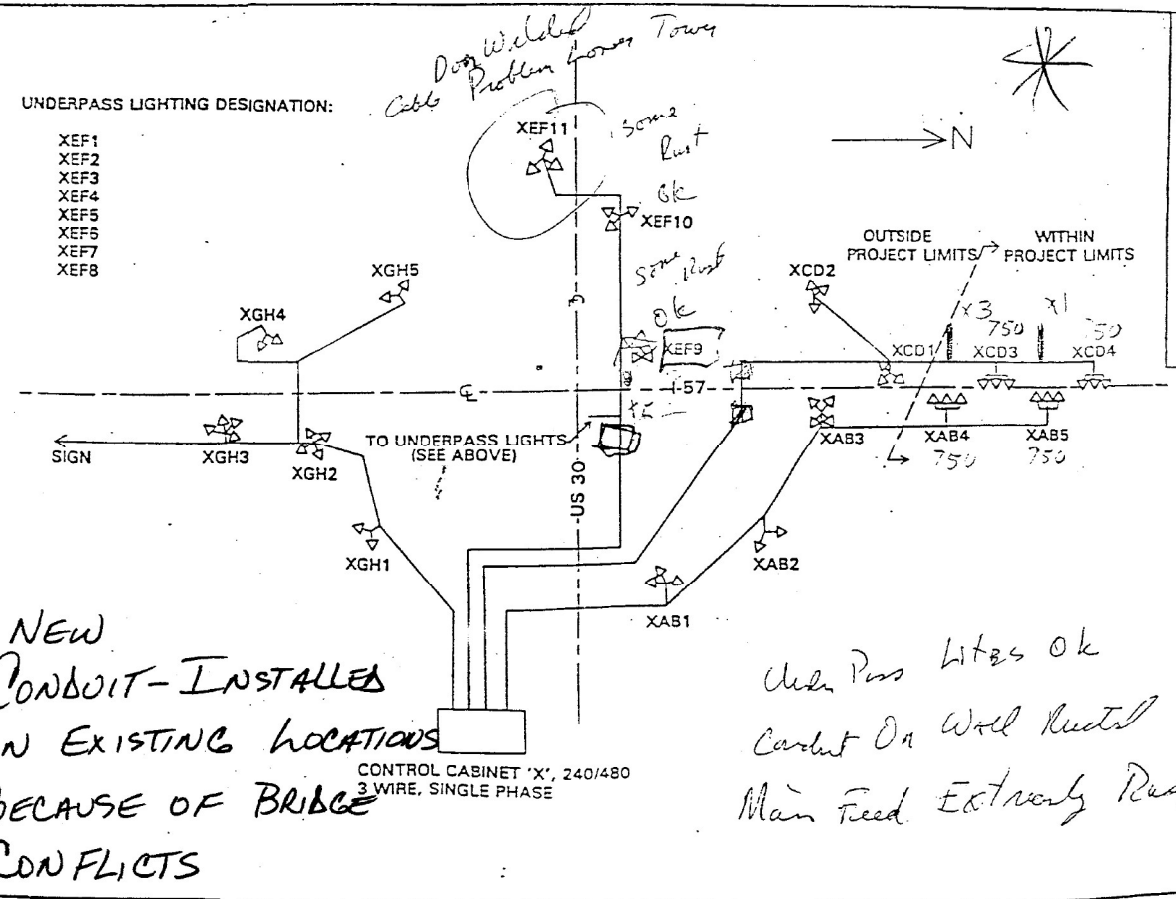 Door Welded
Cable Problem Lower Tower
UNDERPASS LIGHTING DESIGNATION:
XEF1
XEF2
XEF3
XEF4
XEF5
XEF6
XEF7
XEF8
XEF11
some
Rust
Ok
XEF10
N
OUTSIDE
PROJECT LIMITS
WITHIN
PROJECT LIMITS
XGH5
XGH4
some Rust
Ok
XEF9
XCD2
x3
750
x1
750
XCD1
XCD3
XCD4
I-57
SIGN
XGH3
XGH2
TO UNDERPASS LIGHTS
(SEE ABOVE)
XAB3
XAB4
XAB5
750
750
US 30
XGH1
XAB2
XAB1
NEW
CONDUIT-INSTALLED
IN EXISTING LOCATIONS
BECAUSE OF BRIDGE
CONFLICTS
CONTROL CABINET 'X', 240/480
3 WIRE, SINGLE PHASE
Under Pass Lites Ok
Conduit On Wall Rusted
Main Feed Extremely